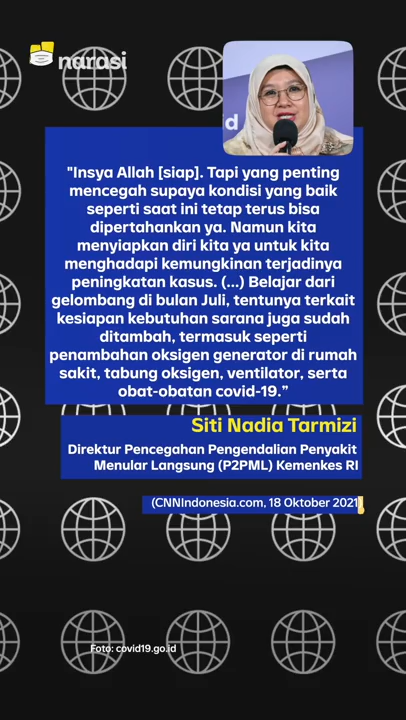 narasi
d
"Insya Allah [siap]. Tapi yang penting
mencegah supaya kondisi yang baik
seperti saat ini tetap terus bisa
dipertahankan ya. Namun kita
menyiapkan diri kita ya untuk kita
menghadapi kemungkinan terjadinya
peningkatan kasus. (...) Belajar dari
gelombang di bulan Juli, tentunya terkait
kesiapan kebutuhan sarana juga sudah
ditambah, termasuk seperti
penambahan oksigen generator di rumah
sakit, tabung oksigen, ventilator, serta
obat-obatan covid-19.”
Siti Nadia Tarmizi
Direktur Pencegahan Pengendalian Penyakit
Menular Langsung (P2PML) Kemenkes RI
(CNNIndonesia.com, 18 Oktober 2021)
Foto: covid19.go.id